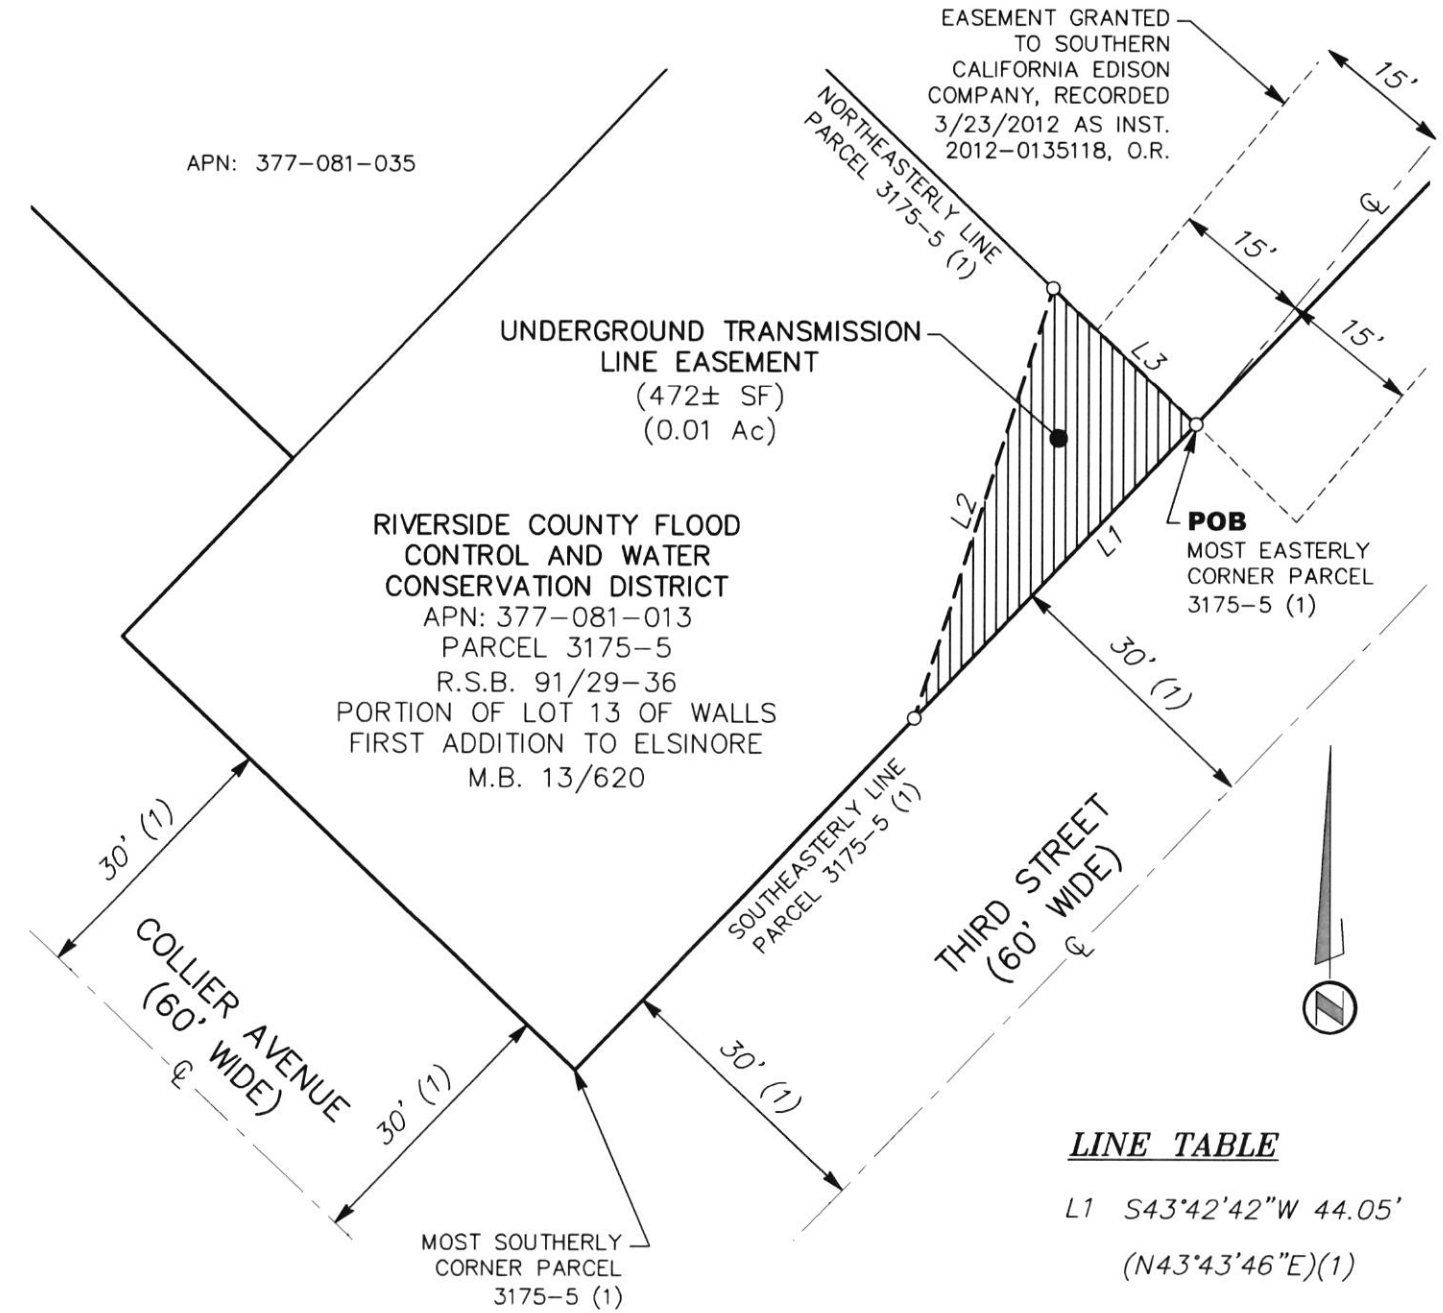 EASEMENT GRANTED
TO SOUTHERN
CALIFORNIA EDISON
COMPANY, RECORDED
3/23/2012 AS INST.
2012-0135118, O.R.
15'
APN: 377-081-035
NORTHEASTERLY LINE
PARCEL 3175-5 (1)
℄
15'
15'
UNDERGROUND TRANSMISSION
LINE EASEMENT
(472± SF)
(0.01 Ac)
L3
L2
L1
POB
MOST EASTERLY
CORNER PARCEL
3175-5 (1)
RIVERSIDE COUNTY FLOOD
CONTROL AND WATER
CONSERVATION DISTRICT
APN: 377-081-013
PARCEL 3175-5
R.S.B. 91/29-36
PORTION OF LOT 13 OF WALLS
FIRST ADDITION TO ELSINORE
M.B. 13/620
30' (1)
30' (1)
SOUTHEASTERLY LINE
PARCEL 3175-5 (1)
THIRD STREET
(60' WIDE)
℄
COLLIER AVENUE
(60' WIDE)
℄
30' (1)
30' (1)
N
MOST SOUTHERLY
CORNER PARCEL
3175-5 (1)
LINE TABLE
L1 S43°42'42"W 44.05'
(N43°43'46"E)(1)